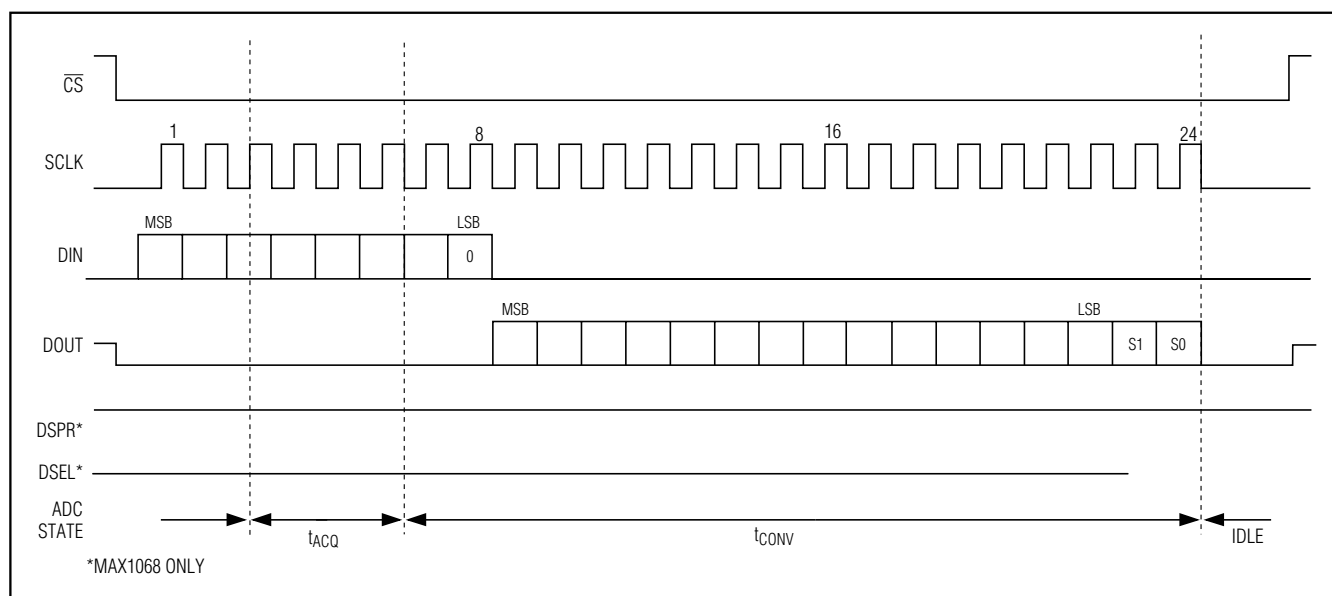 CS
1 8 16 24
SCLK
MSB LSB
DIN
0
MSB LSB
DOUT
S1 S0
DSPR*
DSEL*
ADC
STATE
tACQ tCONV IDLE
*MAX1068 ONLY